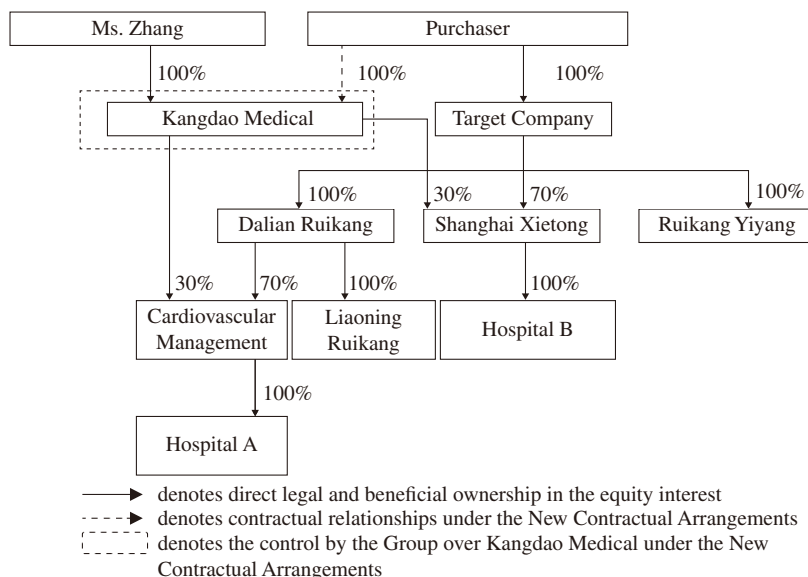 Ms. Zhang
Purchaser
100%
100%
100%
Kangdao Medical
Target Company
100%
30%
70%
100%
Dalian Ruikang
Shanghai Xietong
Ruikang Yiyang
30%
70%
100%
100%
Cardiovascular
Management
Liaoning
Ruikang
Hospital B
100%
Hospital A
denotes direct legal and beneficial ownership in the equity interest
denotes contractual relationships under the New Contractual Arrangements
denotes the control by the Group over Kangdao Medical under the New
Contractual Arrangements